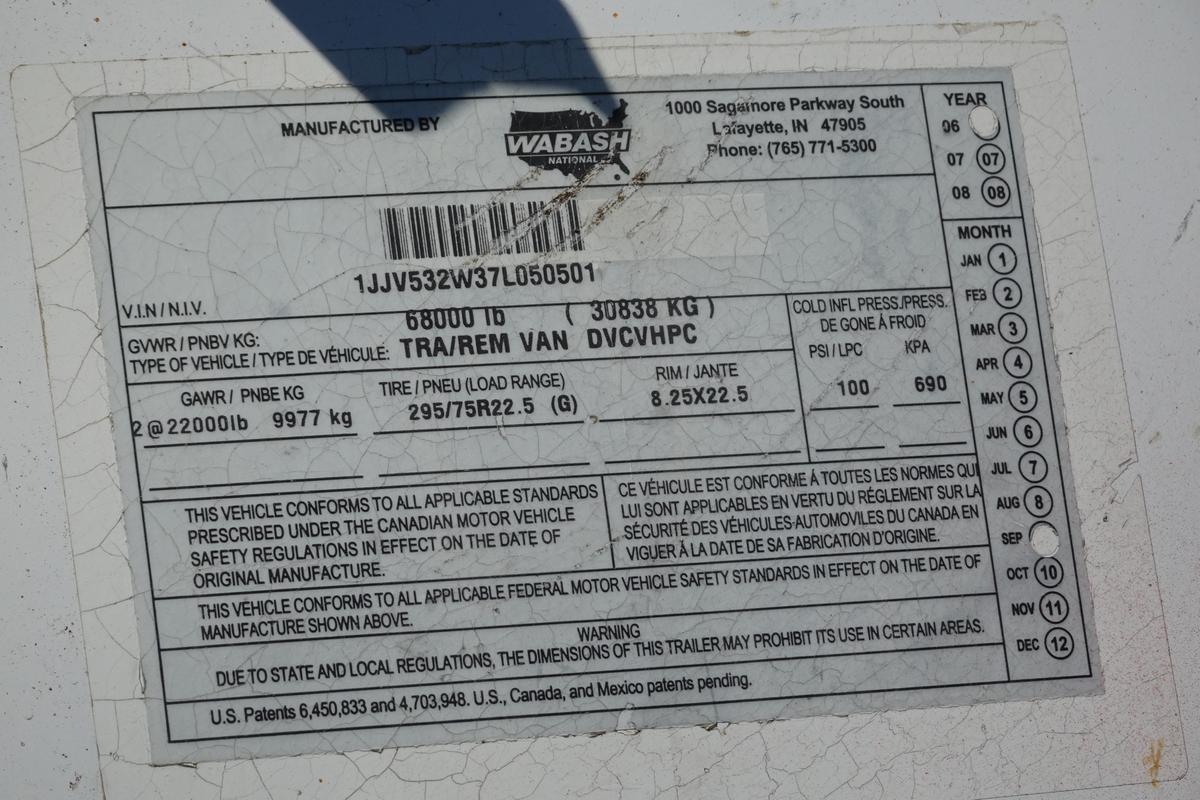 MANUFACTURED BY
WABASH
NATIONAL
1000 Sagamore Parkway South
Lafayette, IN 47905
Phone: (765) 771-5300
1JJV532W37L050501
V.I.N / N.I.V.
GVWR / PNBV KG: 68000 lb ( 30838 KG )
TYPE OF VEHICLE / TYPE DE VÉHICULE: TRA/REM VAN DVCVHPC
GAWR / PNBE KG
2@22000lb 9977 kg
TIRE / PNEU (LOAD RANGE)
295/75R22.5 (G)
RIM / JANTE
8.25X22.5
COLD INFL PRESS./PRESS.
DE GONE À FROID
PSI / LPC KPA
100 690
THIS VEHICLE CONFORMS TO ALL APPLICABLE STANDARDS
PRESCRIBED UNDER THE CANADIAN MOTOR VEHICLE
SAFETY REGULATIONS IN EFFECT ON THE DATE OF
ORIGINAL MANUFACTURE.
CE VÉHICULE EST CONFORME Á TOUTES LES NORMES QUI
LUI SONT APPLICABLES EN VERTU DU RÉGLEMENT SUR LA
SÉCURITÉ DES VÉHICULES AUTOMOVILES DU CANADA EN
VIGUER Á LA DATE DE SA FABRICATION D'ORIGINE.
THIS VEHICLE CONFORMS TO ALL APPLICABLE FEDERAL MOTOR VEHICLE SAFETY STANDARDS IN EFFECT ON THE DATE OF
MANUFACTURE SHOWN ABOVE.
WARNING
DUE TO STATE AND LOCAL REGULATIONS, THE DIMENSIONS OF THIS TRAILER MAY PROHIBIT ITS USE IN CERTAIN AREAS.
U.S. Patents 6,450,833 and 4,703,948. U.S., Canada, and Mexico patents pending.
YEAR
06
07 07
08 08
MONTH
JAN 1
FEB 2
MAR 3
APR 4
MAY 5
JUN 6
JUL 7
AUG 8
SEP
OCT 10
NOV 11
DEC 12